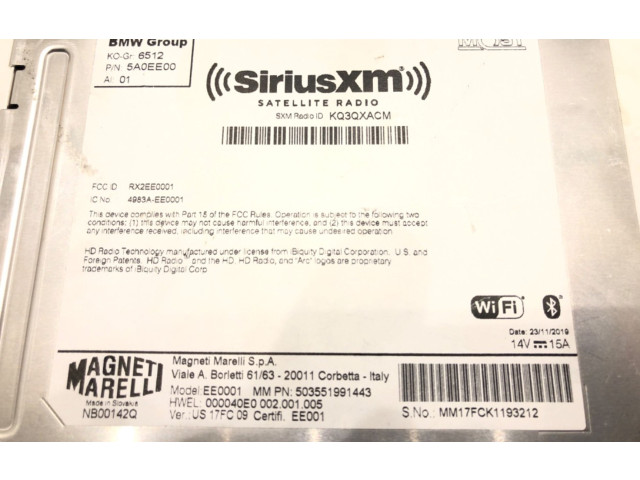 BMW Group
KO-Gr: 6512
P/N: 5A0EE00
AI: 01
MOST
SiriusXM
SATELLITE RADIO
SXM Radio ID KQ3QXACM
FCC ID RX2EE0001
IC No 4983A-EE0001
This device complies with Part 15 of the FCC Rules. Operation is subject to the following two
conditions: (1) this device may not cause harmful interference, and (2) this device must accept
any interference received, including interference that may cause undesired operation.
HD Radio Technology manufactured under license from iBiquity Digital Corporation, U.S. and
Foreign Patents. HD Radio™ and the HD, HD Radio, and "Arc" logos are proprietary
trademarks of iBiquity Digital Corp.
Wi Fi
Date: 23/11/2019
14V 15A
MAGNETI
MARELLI
Made in Slovakia
NB00142Q
Magneti Marelli S.p.A.
Viale A. Borletti 61/63 - 20011 Corbetta - Italy
Model: EE0001 MM PN: 503551991443
HWEL: 000040E0 002.001.005
Ver.: US 17FC 09 Certifi. EE001
S.No.: MM17FCK1193212